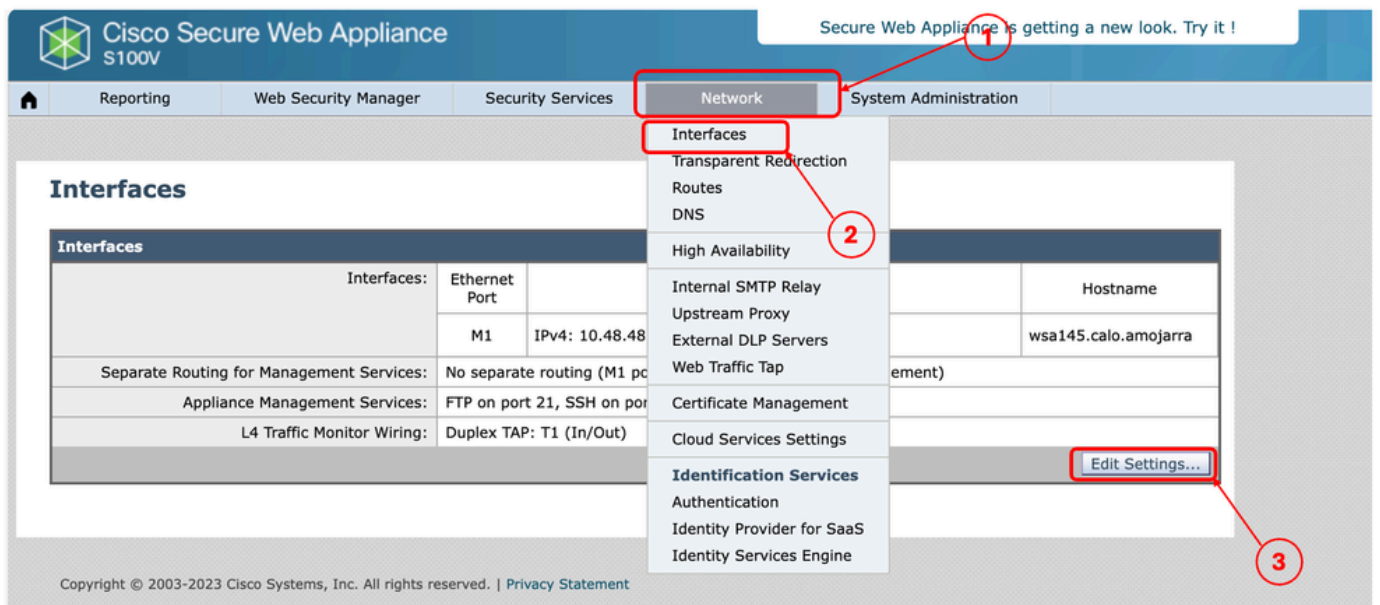 Cisco Secure Web Appliance
S100V
Secure Web Appliance is getting a new look. Try it !
1
Reporting
Web Security Manager
Security Services
Network
System Administration
Interfaces
Transparent Redirection
Routes
DNS
2
High Availability
Internal SMTP Relay
Upstream Proxy
External DLP Servers
Web Traffic Tap
Certificate Management
Cloud Services Settings
Identification Services
Authentication
Identity Provider for SaaS
Identity Services Engine
Interfaces
Interfaces
Interfaces:
Ethernet
Port
Hostname
M1
IPv4: 10.48.48
wsa145.calo.amojarra
Separate Routing for Management Services:
No separate routing (M1 ement)
Appliance Management Services:
FTP on port 21, SSH on
L4 Traffic Monitor Wiring:
Duplex TAP: T1 (In/Out)
Edit Settings...
3
Copyright © 2003-2023 Cisco Systems, Inc. All rights reserved. | Privacy Statement